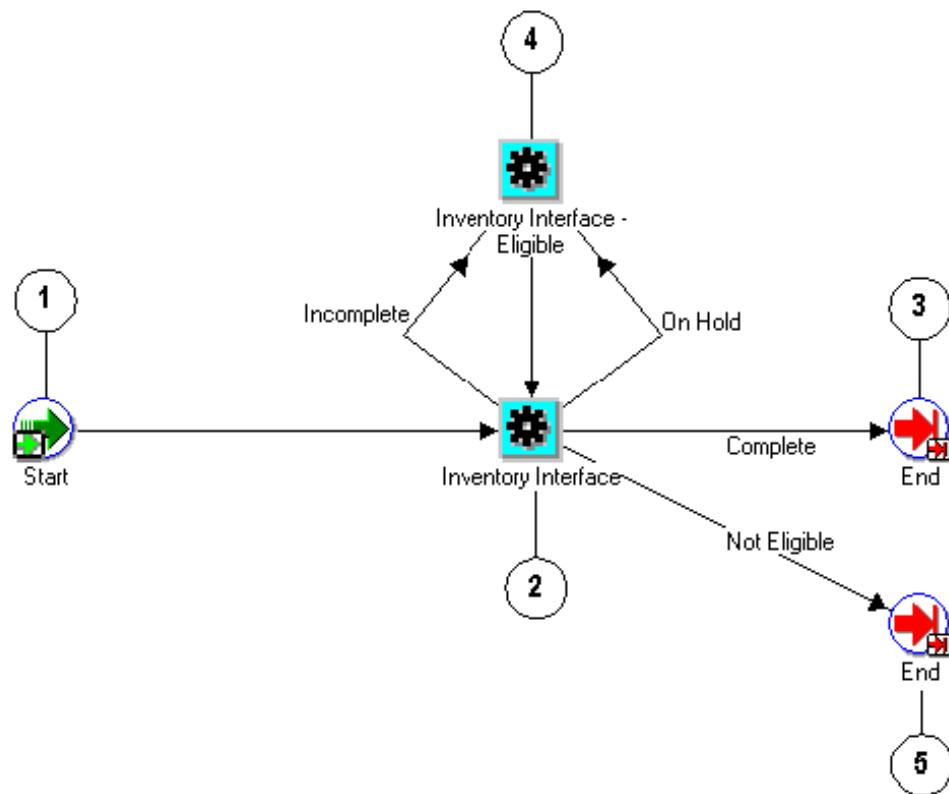 4
Inventory Interface -
Eligible
1
Incomplete
On Hold
3
Start
Inventory Interface
Complete
End
Not Eligible
2
End
5